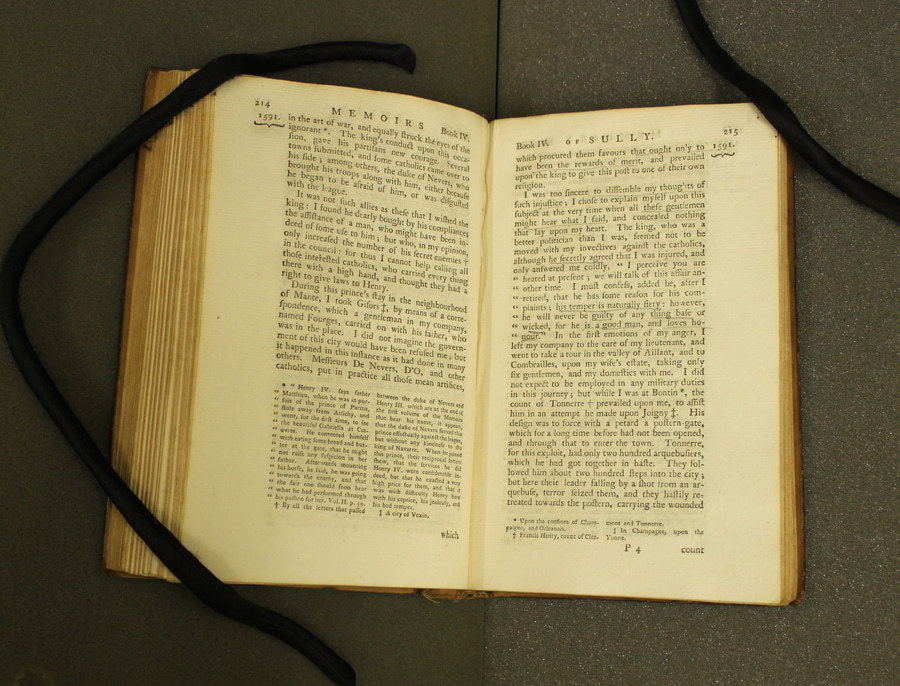 214
MEMOIRS Book IV.
1591.
in the art of war, and equally ſtruck the eyes of the
ignorant *. The king's conduct upon this occa-
ſion, gave his partiſans new courage. Several
towns ſubmitted, and ſome catholics came over to
his ſide; among others, the duke of Nevers, who
brought his troops along with him, either becauſe
he began to be afraid of him, or was diſguſted
with the league.
It was not ſuch allies as theſe that I wiſhed the
king: I found he dearly bought by his compliances
the aſſiſtance of a man, who might have been in-
deed of ſome uſe to him; but who, in my opinion,
only increaſed the number of his ſecret enemies †
in the council: for thus I cannot help calling all
thoſe intereſted catholics, who carried every thing
there with a high hand, and thought they had a
right to give laws to Henry.
During this prince's ſtay in the neighbourhood
of Mante, I took Giſors ‡, by means of a corre-
ſpondence, which a gentleman in my company,
named Fourges, carried on with his father, who
was in the place. I did not imagine the govern-
ment of this city would have been refuſed me; but
it happened in this inſtance as it had done in many
others. Meſſieurs De Nevers, D'O, and other
catholics, put in practice all thoſe mean artifices,
* " Henry IV. ſays father
" Matthieu, when he was in pur-
" ſuit of the prince of Parma,
" ſtole away from Attichy, and
" went, for the firſt time, to ſee
" the beautiful Gabriella at Cœ-
" uvres. He contented himſelf
" with eating ſome bread and but-
" ter at the gate, that he might
" not raiſe any ſuſpicion in her
" father. Afterwards mounting
" his horſe, he ſaid, he was going
" towards the enemy, and that
" the fair one ſhould ſoon hear
" what he had performed through
" his paſſion for her. Vol. II. p. 59.
† By all the letters that paſſed
between the duke of Nevers and
Henry III. which are at the end of
the firſt volume of the Memoirs
that bear his name, it appears,
that the duke of Nevers ſerved this
prince effectually againſt the league,
but without any kindneſs to the
king of Navarre. When he joined
this prince, their reciprocal letters
ſhew, that the ſervices he did
Henry IV. were conſiderable in-
deed, but that he exacted a very
high price for them, and that it
was with difficulty Henry bore
with his caprice, his jealouſy, and
his bad temper.
‡ A city of Vexin.
which
Book IV. OF SULLY. 215
1591.
which procured them favours that ought only to
have been the rewards of merit, and prevailed
upon the king to give this poſt to one of their own
religion.
I was too ſincere to diſſemble my thoughts of
ſuch injuſtice; I choſe to explain myſelf upon this
ſubject at the very time when all theſe gentlemen
might hear what I ſaid, and concealed nothing
that lay upon my heart. The king, who was a
better politician than I was, ſeemed not to be
moved with my invectives againſt the catholics,
although he ſecretly agreed that I was injured, and
only anſwered me coldly, " I perceive you are
" heated at preſent; we will talk of this affair an-
" other time. I muſt confeſs, added he, after I
" retired, that he has ſome reaſon for his com-
" plaints; his temper is naturally fiery: however,
" he will never be guilty of any thing baſe or
" wicked, for he is a good man, and loves ho-
" nour." In the firſt emotions of my anger, I
left my company to the care of my lieutenant, and
went to take a tour in the valley of Aillant, and to
Combrailles, upon my wife's eſtate, taking only
ſix gentlemen, and my domeſtics with me. I did
not expect to be employed in any military duties
in this journey; but while I was at Bontin *, the
count of Tonnerre † prevailed upon me, to aſſiſt
him in an attempt he made upon Joigny ‡. His
deſign was to force with a petard a poſtern-gate,
which for a long time before had not been opened,
and through that to enter the town. Tonnerre,
for this exploit, had only two hundred arquebuſiers,
which he had got together in haſte. They fol-
lowed him about two hundred ſteps into the city;
but here their leader falling by a ſhot from an ar-
quebuſe, terror ſeized them, and they haſtily re-
treated towards the poſtern, carrying the wounded
* Upon the confines of Cham-
paigne, and Orleanois.
† Francis Henry, count of Cler-
mont and Tonnerre.
‡ In Champagne, upon the
Yonne.
P 4 count